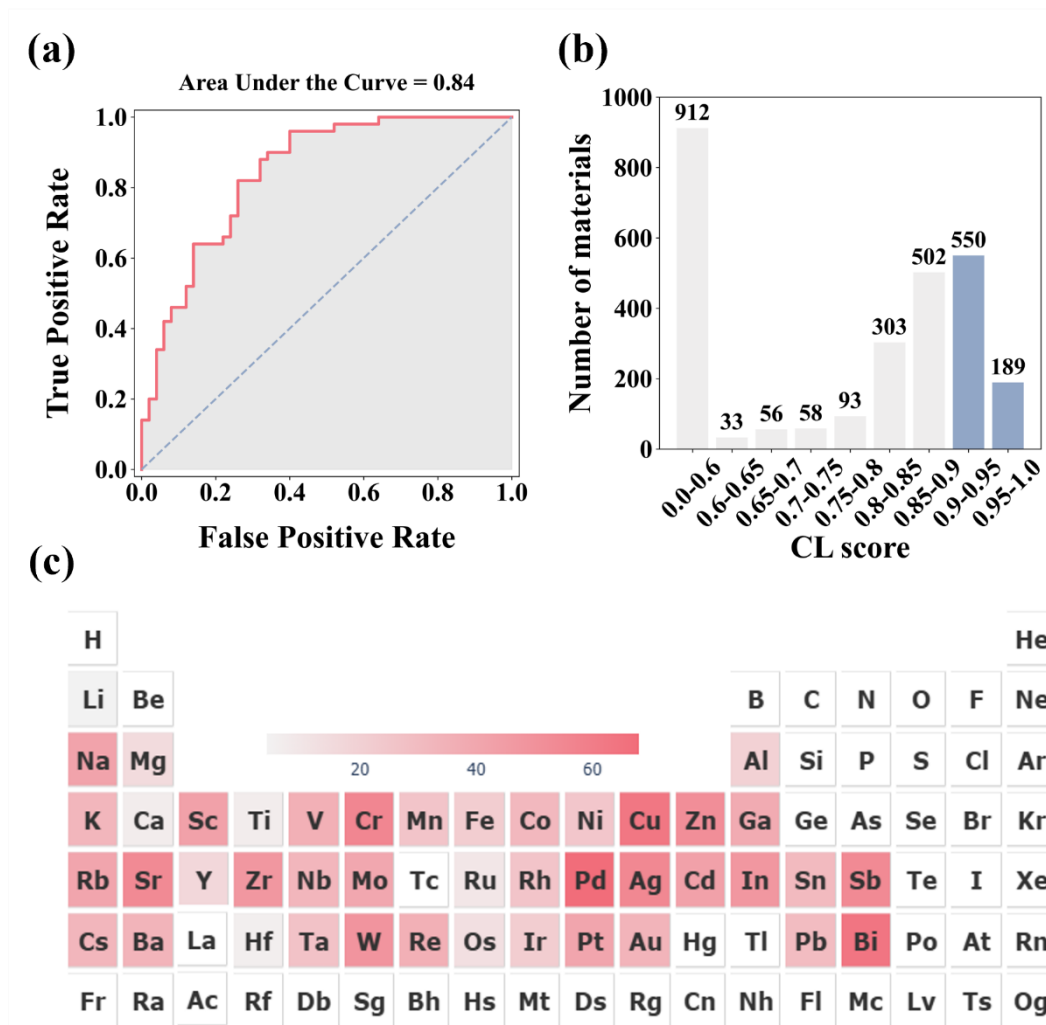 (a)
Area Under the Curve = 0.84
True Positive Rate
1.0
0.8
0.6
0.4
0.2
0.0
0.0 0.2 0.4 0.6 0.8 1.0
False Positive Rate
(b)
Number of materials
1000
800
600
400
200
0
912 33 56 58 93 303 502 550 189
0.0-0.6 0.6-0.65 0.65-0.7 0.7-0.75 0.75-0.8 0.8-0.85 0.85-0.9 0.9-0.95 0.95-1.0
CL score
(c)
H He
Li Be B C N O F Ne
Na Mg Al Si P S Cl Ar
20 40 60
K Ca Sc Ti V Cr Mn Fe Co Ni Cu Zn Ga Ge As Se Br Kr
Rb Sr Y Zr Nb Mo Tc Ru Rh Pd Ag Cd In Sn Sb Te I Xe
Cs Ba La Hf Ta W Re Os Ir Pt Au Hg Tl Pb Bi Po At Rn
Fr Ra Ac Rf Db Sg Bh Hs Mt Ds Rg Cn Nh Fl Mc Lv Ts Og